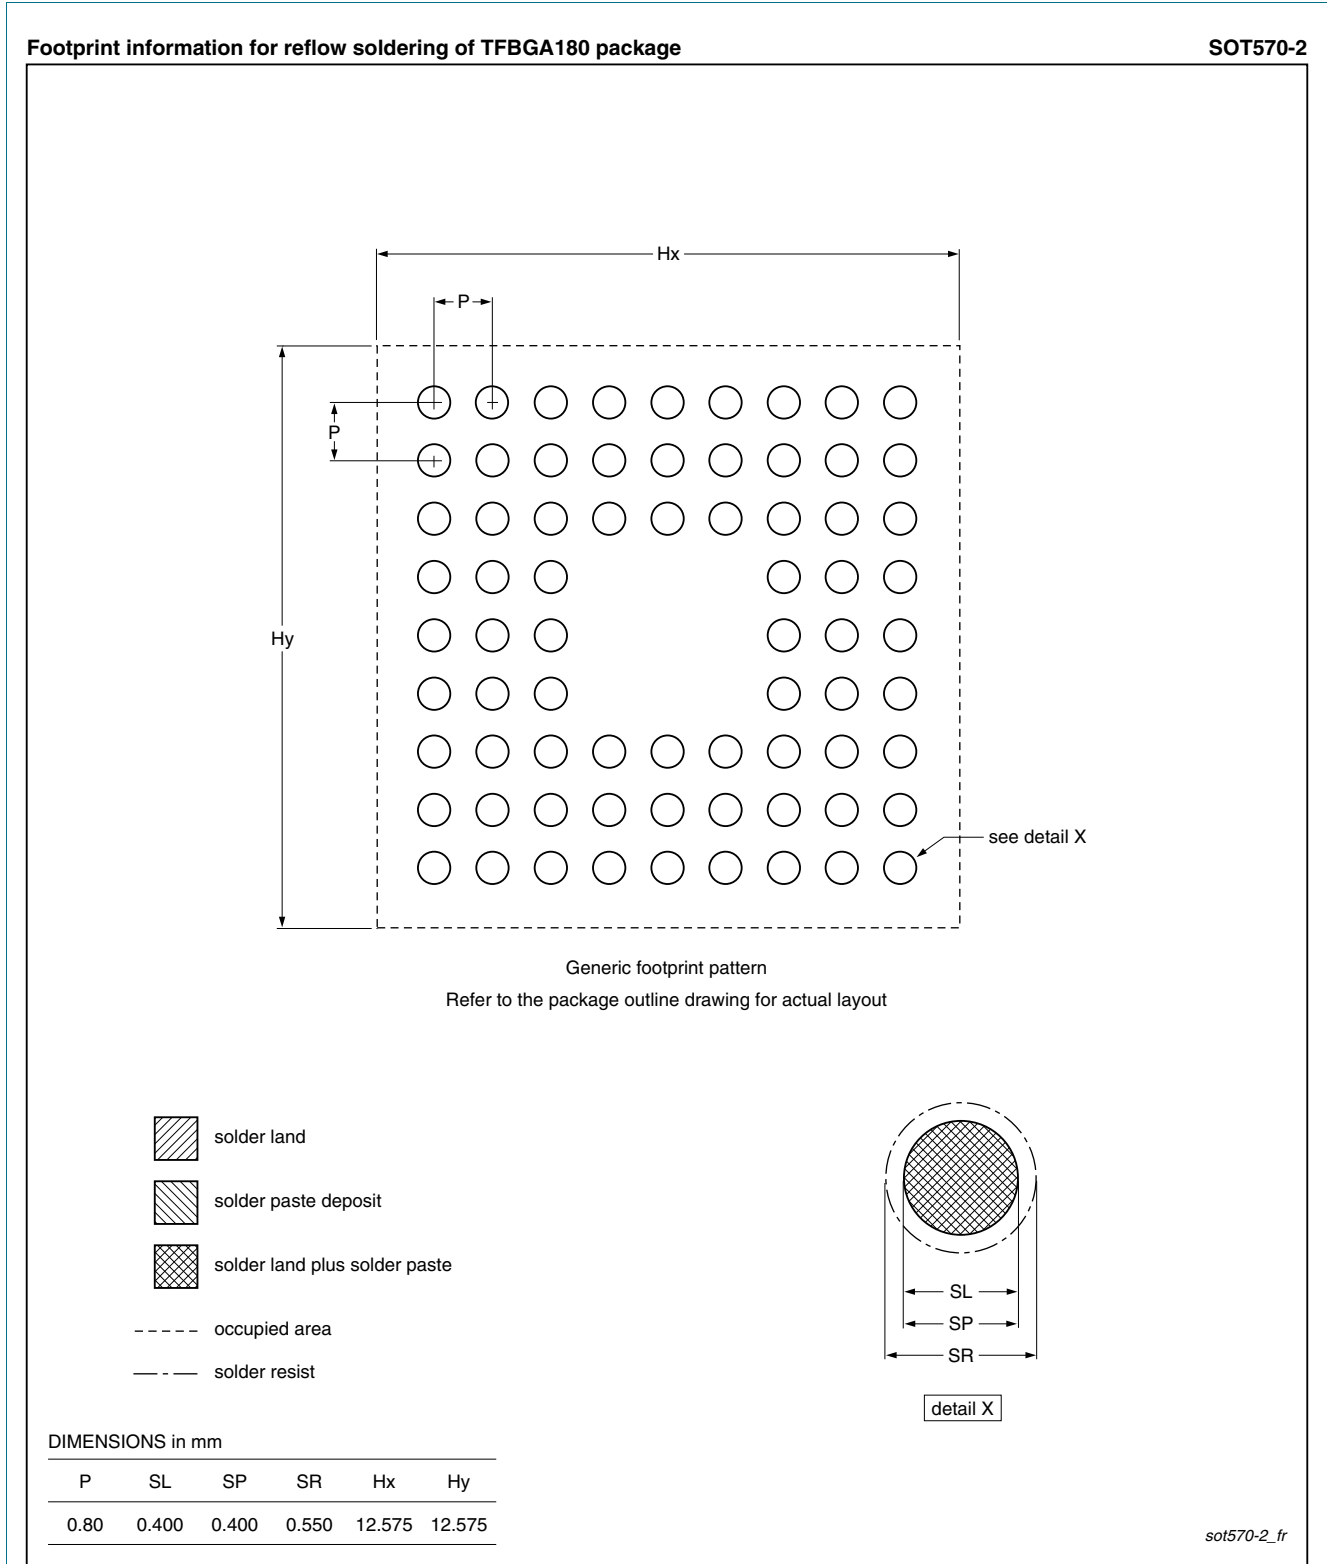 Footprint information for reflow soldering of TFBGA180 package SOT570-2
Hx
P
P
Hy
see detail X
Generic footprint pattern
Refer to the package outline drawing for actual layout
solder land
solder paste deposit
solder land plus solder paste
occupied area
solder resist
SL
SP
SR
detail X
DIMENSIONS in mm
P SL SP SR Hx Hy
0.80 0.400 0.400 0.550 12.575 12.575
sot570-2_fr